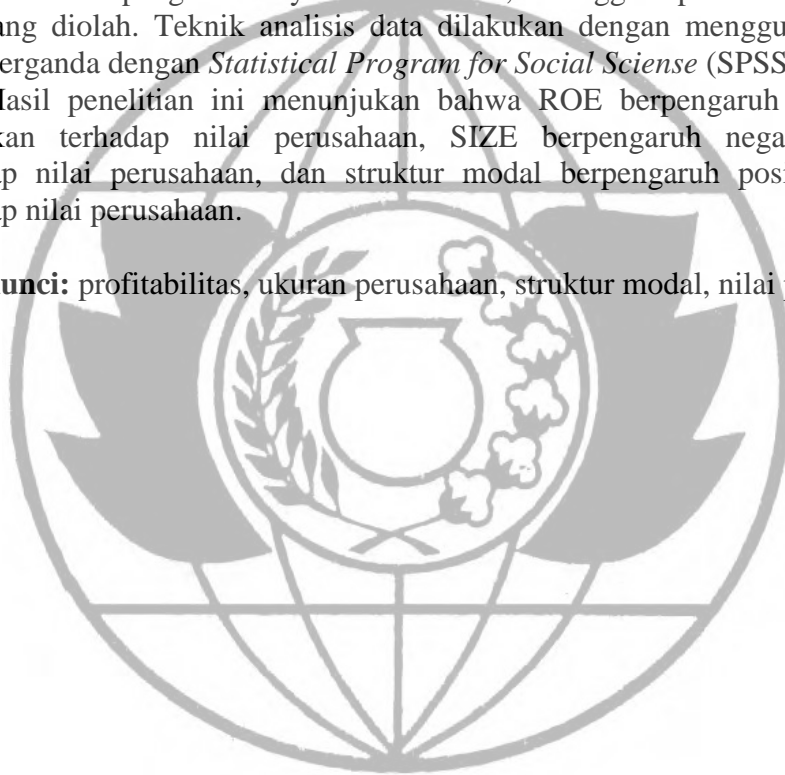 ang diolah. Teknik analisis data dilakukan dengan menggu
erganda dengan Statistical Program for Social Sciense (SPSS
Hasil penelitian ini menunjukan bahwa ROE berpengaruh
kan terhadap nilai perusahaan, SIZE berpengaruh nega
ap nilai perusahaan, dan struktur modal berpengaruh posi
ap nilai perusahaan.
unci: profitabilitas, ukuran perusahaan, struktur modal, nilai p